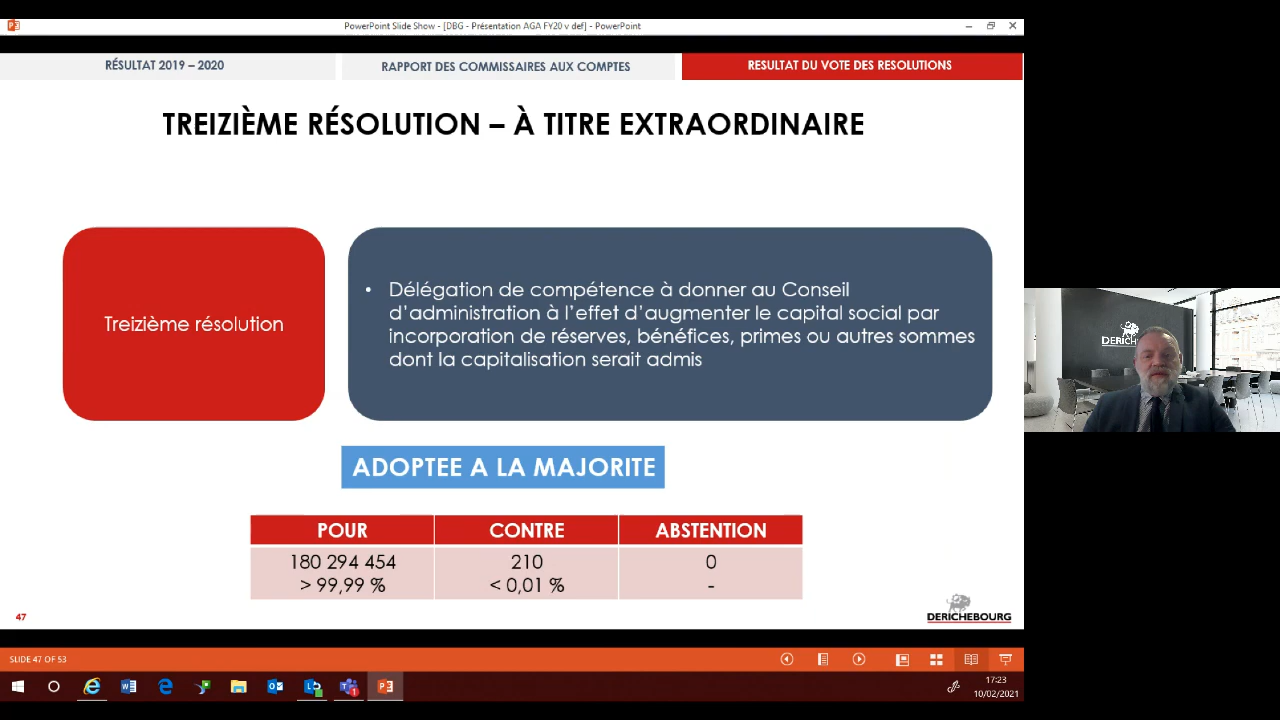 PowerPoint Slide Show - [DBG - Présentation AGA FY20 v def] - PowerPoint
RÉSULTAT 2019 – 2020
RAPPORT DES COMMISSAIRES AUX COMPTES
RESULTAT DU VOTE DES RESOLUTIONS
TREIZIÈME RÉSOLUTION – À TITRE EXTRAORDINAIRE
Treizième résolution
• Délégation de compétence à donner au Conseil
d'administration à l'effet d'augmenter le capital social par
incorporation de réserves, bénéfices, primes ou autres sommes
dont la capitalisation serait admis
ADOPTEE A LA MAJORITE
POUR CONTRE ABSTENTION
180 294 454 210 0
> 99,99 % < 0,01 % -
47
DERICHEBOURG
SLIDE 47 OF 53
17:23
10/02/2021